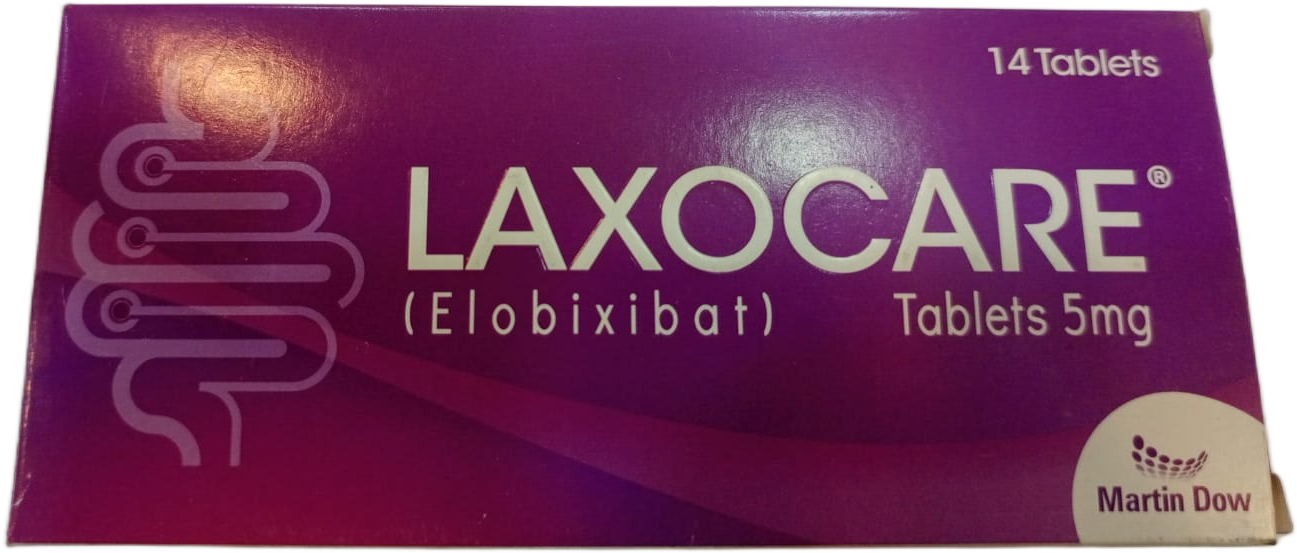 14 Tablets
LAXOCARE®
(Elobixibat) Tablets 5mg
Martin Dow